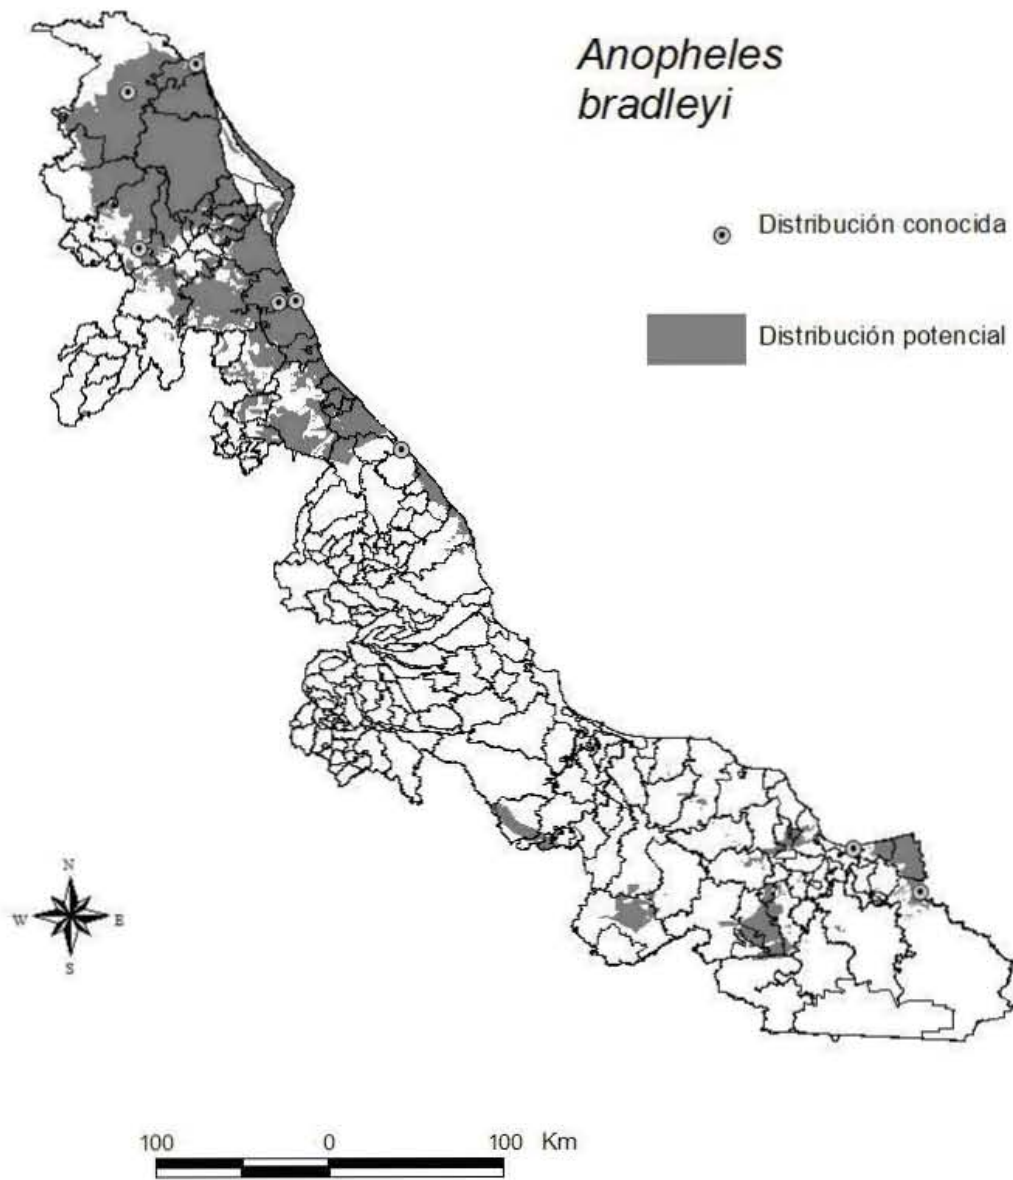 Anopheles
bradleyi
Distribución conocida
Distribución potencial
N
W E
S
100 0 100 Km